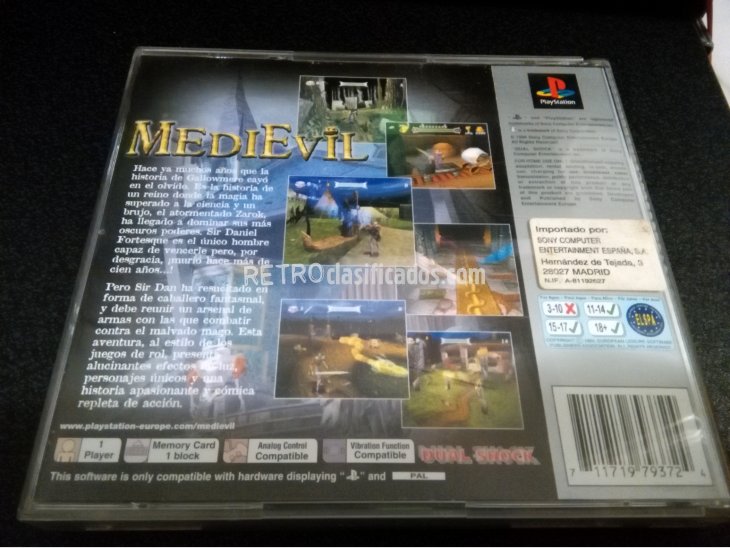 MEDIEVIL
Hace ya muchos años que la
historia de Gallowmere cayó
en el olvido. Es la historia de
un reino donde la magia ha
superado a la ciencia y un
brujo, el atormentado Zarok,
ha llegado a dominar sus más
oscuros poderes. Sir Daniel
Fortesque es el único hombre
capaz de vencerle pero, por
desgracia, ¡murió hace más de
cien años...!
Pero Sir Dan ha resucitado en
forma de caballero fantasmal,
y debe reunir un arsenal de
armas con las que combatir
contra el malvado mago. Esta
aventura, al estilo de los
juegos de rol, presenta
alucinantes efectos de luz,
personajes únicos y una
historia apasionante y cómica
repleta de acción.
www.playstation-europe.com/medievil
1
Player
Memory Card
1 block
Analog Control
Compatible
Vibration Function
Compatible
DUAL SHOCK
This software is only compatible with hardware displaying " " and
PAL
PlayStation
Importado por:
SONY COMPUTER
ENTERTAINMENT ESPAÑA, S.A.
Hernández de Tejada, 3
28027 MADRID
N.I.F. A-81192627
3-10
11-14
15-17
18+
ELSPA
7 11719 79372 4
RETROclasificados.com